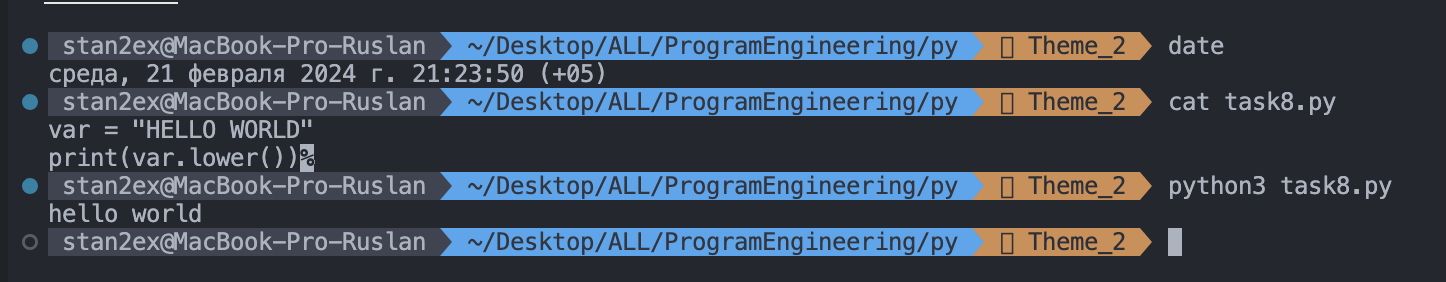 stan2ex@MacBook-Pro-Ruslan ~/Desktop/ALL/ProgramEngineering/py Theme_2 date
среда, 21 февраля 2024 г. 21:23:50 (+05)
stan2ex@MacBook-Pro-Ruslan ~/Desktop/ALL/ProgramEngineering/py Theme_2 cat task8.py
var = "HELLO WORLD"
print(var.lower())%
stan2ex@MacBook-Pro-Ruslan ~/Desktop/ALL/ProgramEngineering/py Theme_2 python3 task8.py
hello world
stan2ex@MacBook-Pro-Ruslan ~/Desktop/ALL/ProgramEngineering/py Theme_2